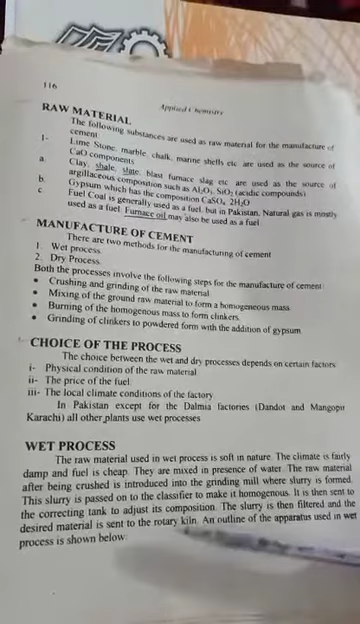 116
Applied Chemistry
RAW MATERIAL
The following substances are used as raw material for the manufacture of
cement.
1- Lime Stone, marble, chalk, marine shells etc are used as the source of
CaO components
a. Clay, shale, slate, blast furnace slag etc are used as the source of
argillaceous composition such as Al₂O₃, SiO₂ (acidic compounds)
b. Gypsum which has the composition CaSO₄. 2H₂O
c. Fuel Coal is generally used as a fuel, but in Pakistan, Natural gas is mostly
used as a fuel. Furnace oil may also be used as a fuel.
MANUFACTURE OF CEMENT
There are two methods for the manufacturing of cement
1. Wet process
2. Dry Process
Both the processes involve the following steps for the manufacture of cement
• Crushing and grinding of the raw material
• Mixing of the ground raw material to form a homogeneous mass
• Burning of the homogenous mass to form clinkers
• Grinding of clinkers to powdered form with the addition of gypsum
CHOICE OF THE PROCESS
The choice between the wet and dry processes depends on certain factors
i- Physical condition of the raw material
ii- The price of the fuel
iii- The local climate conditions of the factory
In Pakistan except for the Dalmia factories (Dandot and Mangopir
Karachi) all other plants use wet processes
WET PROCESS
The raw material used in wet process is soft in nature. The climate is fairly
damp and fuel is cheap. They are mixed in presence of water. The raw material
after being crushed is introduced into the grinding mill where slurry is formed.
This slurry is passed on to the classifier to make it homogenous. It is then sent to
the correcting tank to adjust its composition. The slurry is then filtered and the
desired material is sent to the rotary kiln. An outline of the apparatus used in wet
process is shown below: